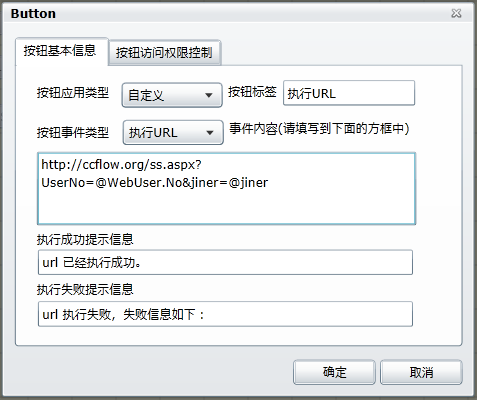 Button
按钮基本信息 按钮访问权限控制
按钮应用类型 自定义 按钮标签 执行URL
按钮事件类型 执行URL 事件内容(请填写到下面的方框中)
http://ccflow.org/ss.aspx?
UserNo=@WebUser.No&jiner=@jiner
执行成功提示信息
url 已经执行成功。
执行失败提示信息
url 执行失败，失败信息如下：
确定 取消